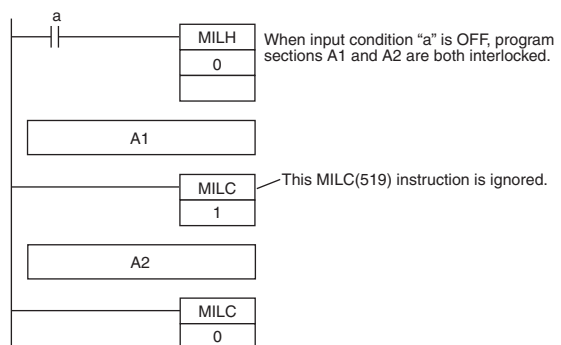 a
MILH
0
When input condition “a” is OFF, program
sections A1 and A2 are both interlocked.
A1
MILC
1
This MILC(519) instruction is ignored.
A2
MILC
0